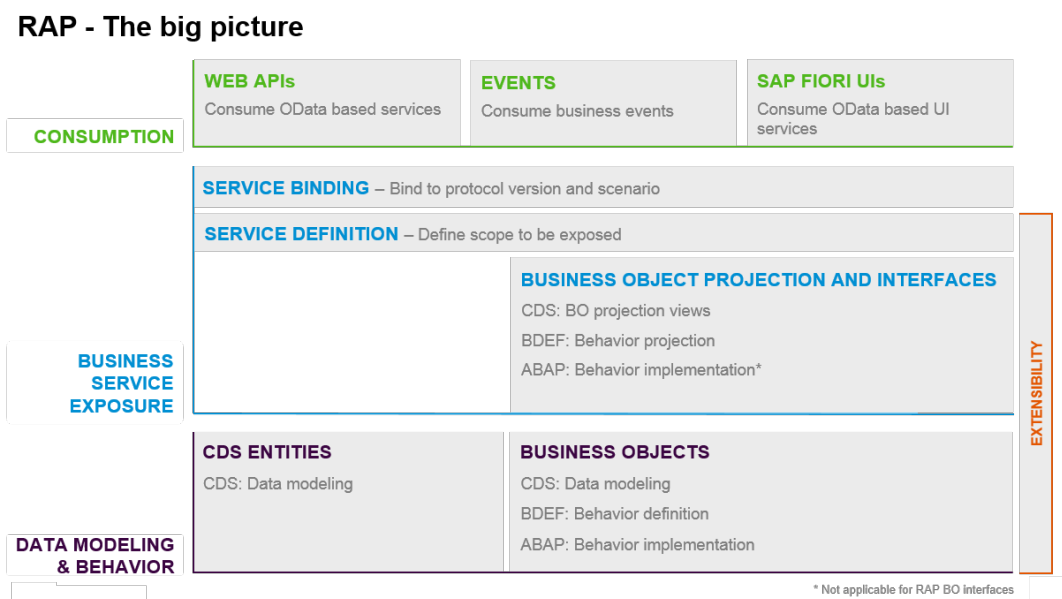 RAP - The big picture
WEB APIs
Consume OData based services
EVENTS
Consume business events
SAP FIORI UIs
Consume OData based UI
services
CONSUMPTION
SERVICE BINDING – Bind to protocol version and scenario
SERVICE DEFINITION – Define scope to be exposed
BUSINESS OBJECT PROJECTION AND INTERFACES
CDS: BO projection views
BDEF: Behavior projection
ABAP: Behavior implementation*
BUSINESS
SERVICE
EXPOSURE
EXTENSIBILITY
CDS ENTITIES
CDS: Data modeling
BUSINESS OBJECTS
CDS: Data modeling
BDEF: Behavior definition
ABAP: Behavior implementation
DATA MODELING
& BEHAVIOR
* Not applicable for RAP BO interfaces